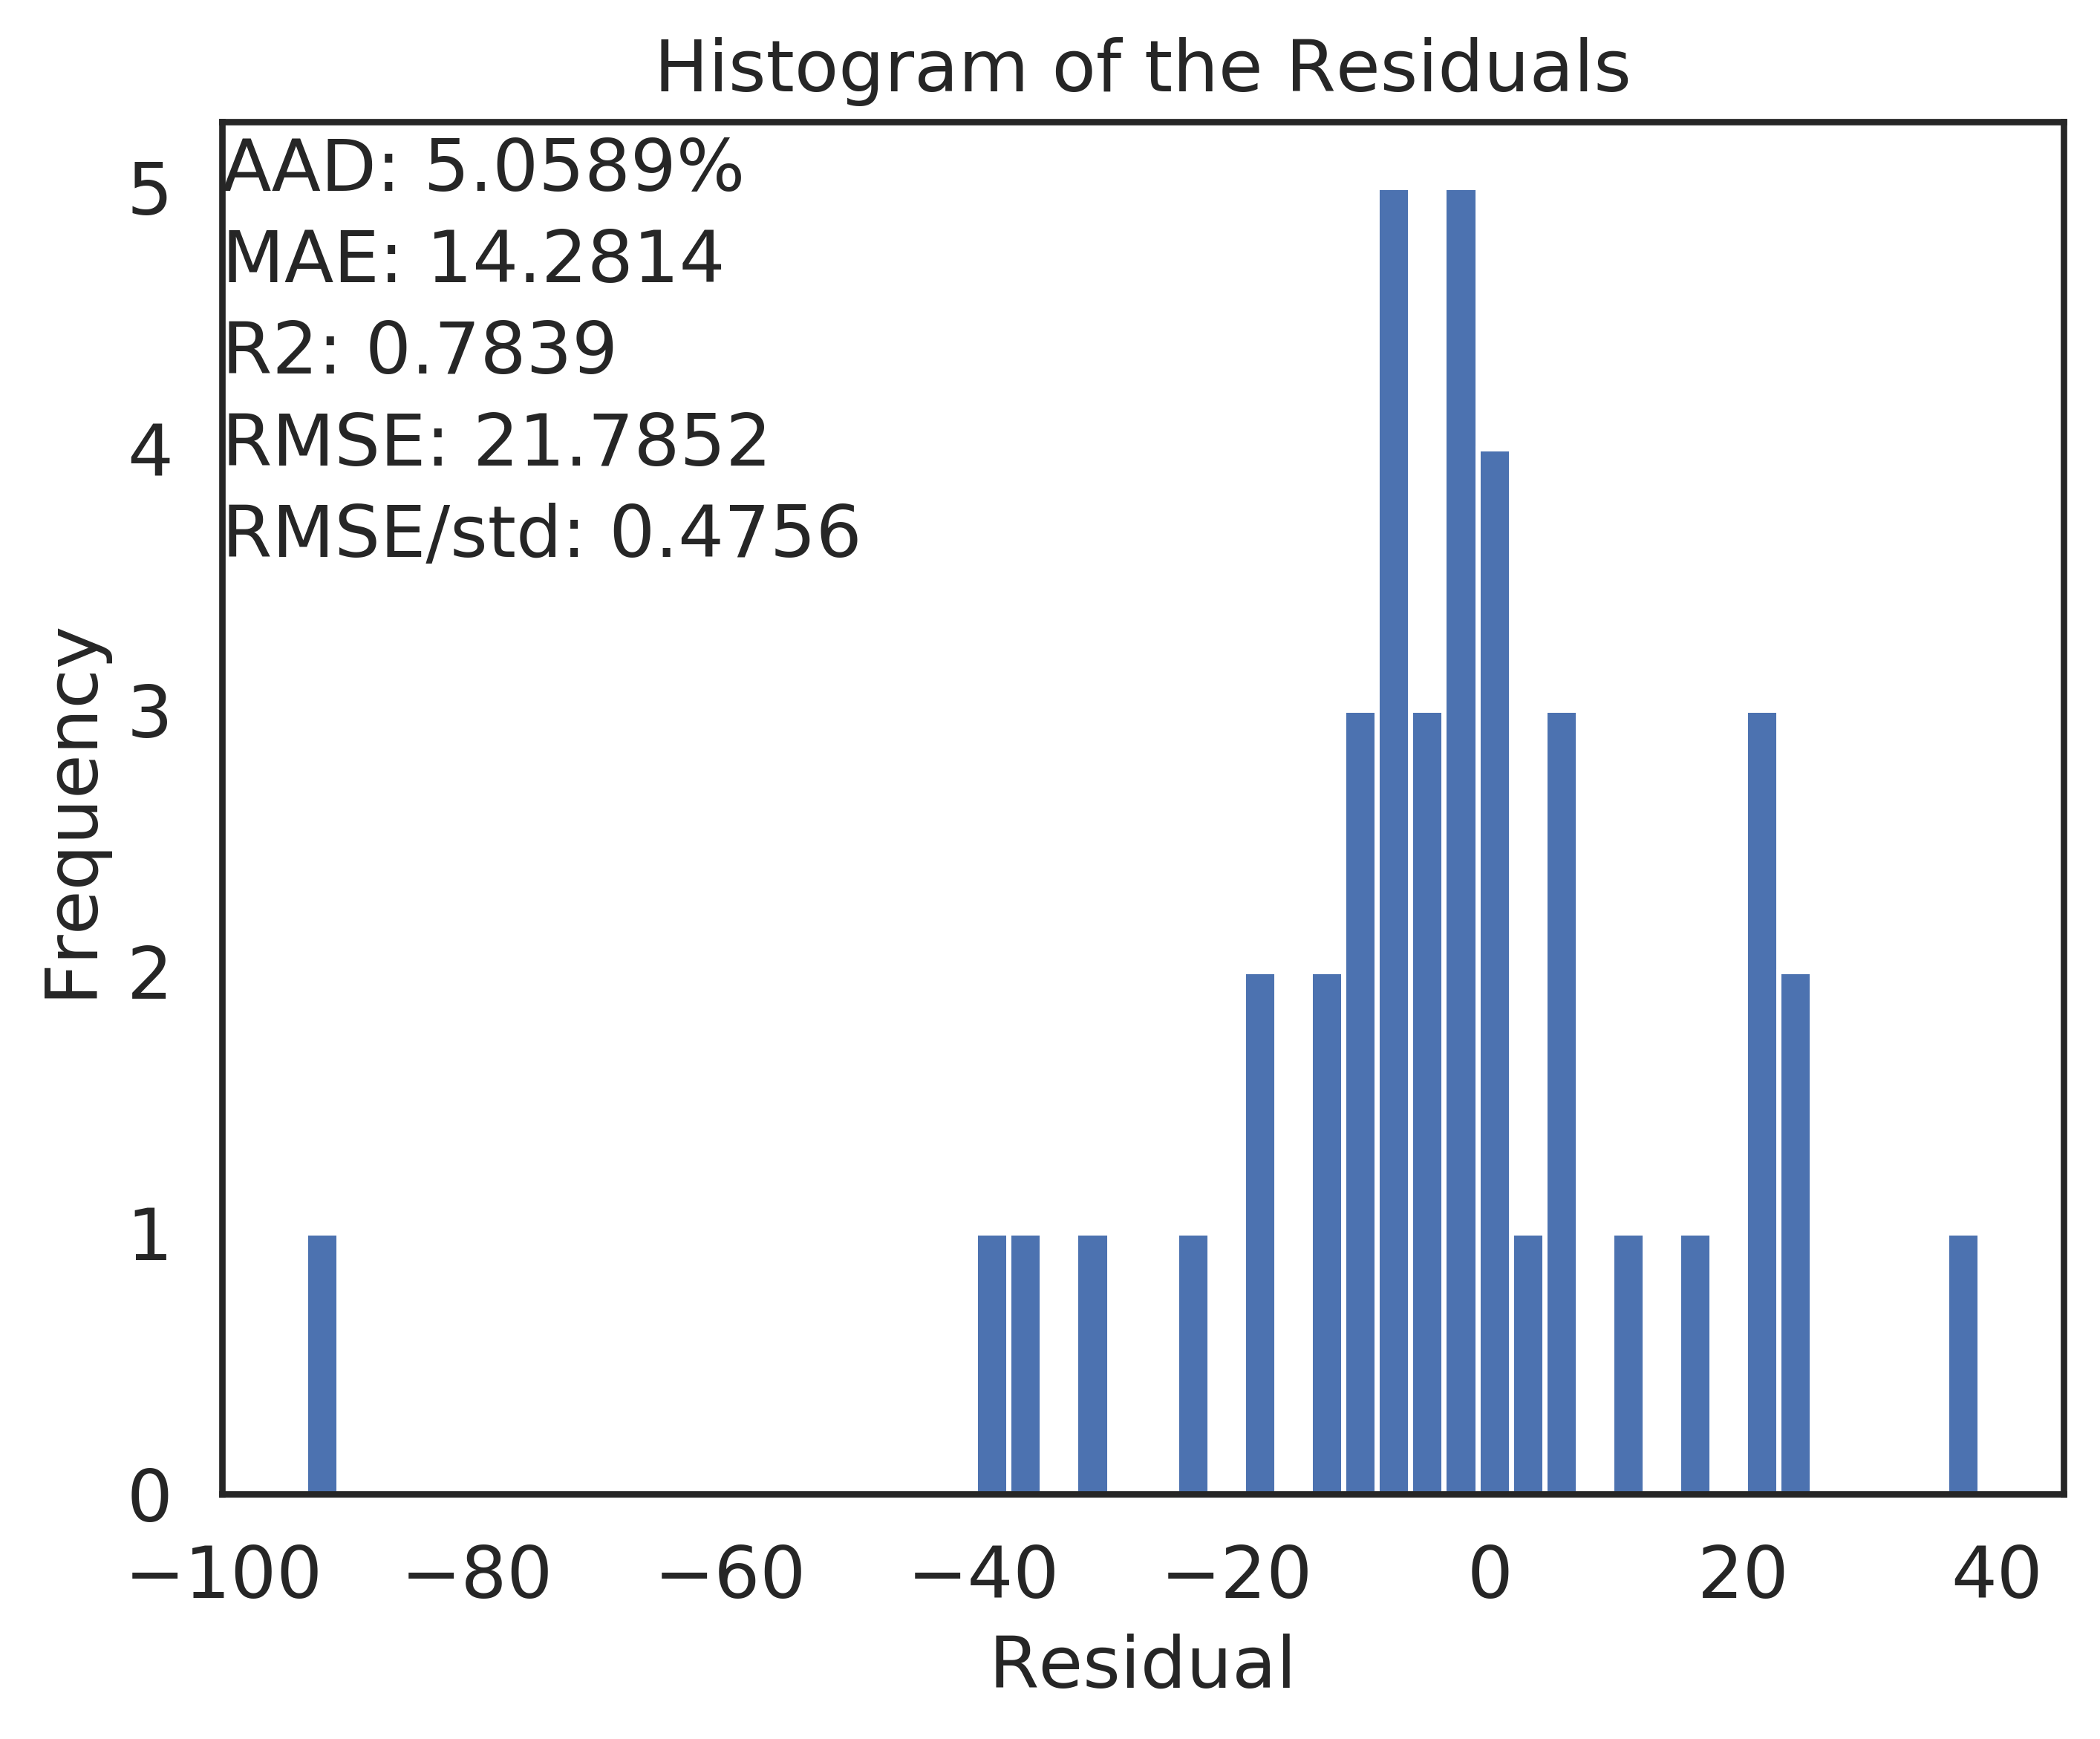 Histogram of the Residuals
AAD: 5.0589%
MAE: 14.2814
R2: 0.7839
RMSE: 21.7852
RMSE/std: 0.4756
Frequency
5
4
3
2
1
0
−100 −80 −60 −40 −20 0 20 40
Residual